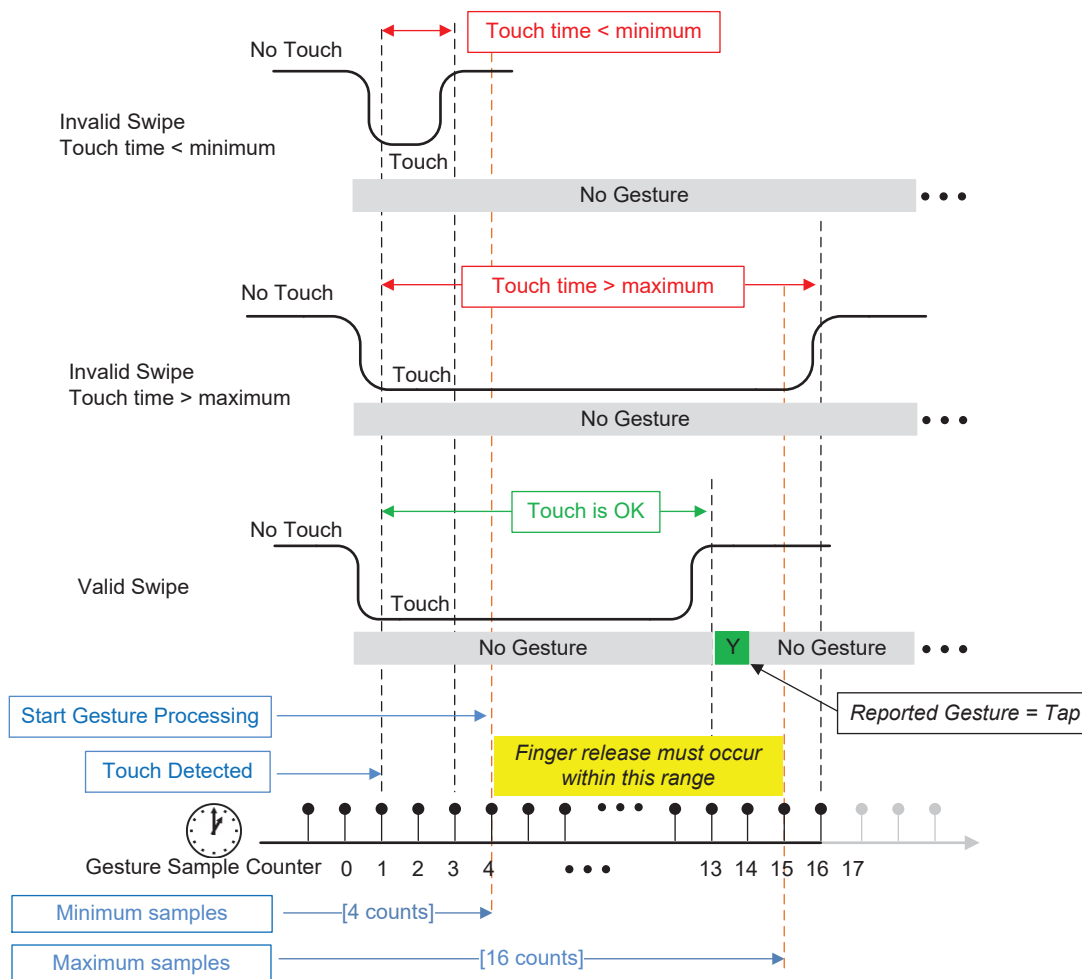 Touch time < minimum
No Touch
Invalid Swipe
Touch time < minimum
Touch
No Gesture
Touch time > maximum
No Touch
Invalid Swipe
Touch time > maximum
Touch
No Gesture
Touch is OK
No Touch
Valid Swipe
Touch
No Gesture
Y
No Gesture
Start Gesture Processing
Reported Gesture = Tap
Finger release must occur
within this range
Touch Detected
Gesture Sample Counter 0 1 2 3 4 13 14 15 16 17
Minimum samples [4 counts]
Maximum samples [16 counts]